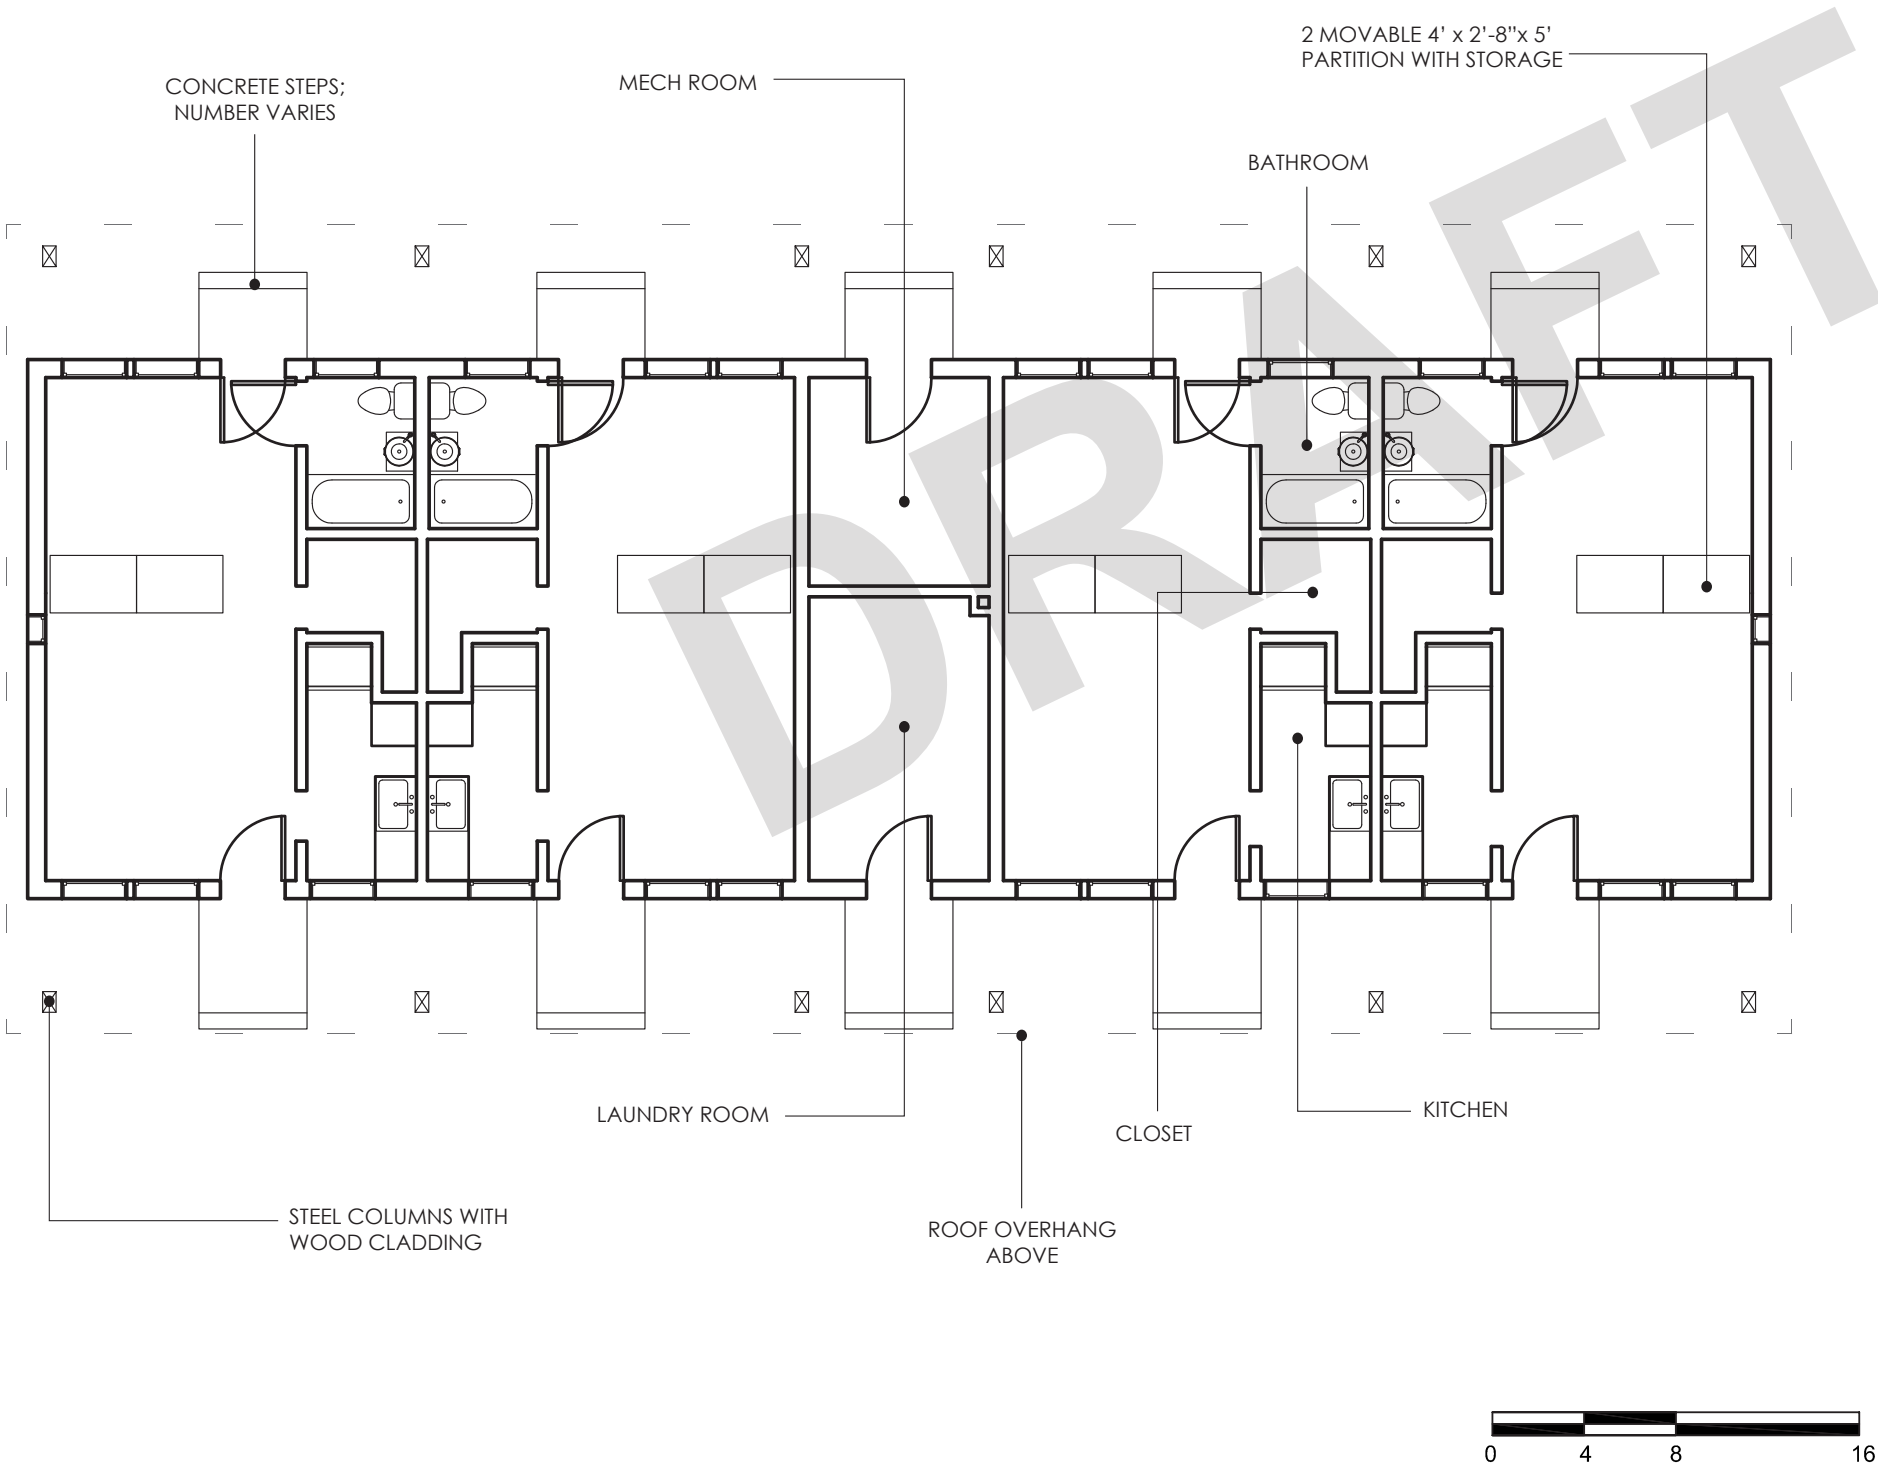 2 MOVABLE 4' x 2'-8”x 5'
PARTITION WITH STORAGE
CONCRETE STEPS;
NUMBER VARIES
MECH ROOM
BATHROOM
DRAFT
LAUNDRY ROOM
CLOSET
KITCHEN
STEEL COLUMNS WITH
WOOD CLADDING
ROOF OVERHANG
ABOVE
0 4 8 16